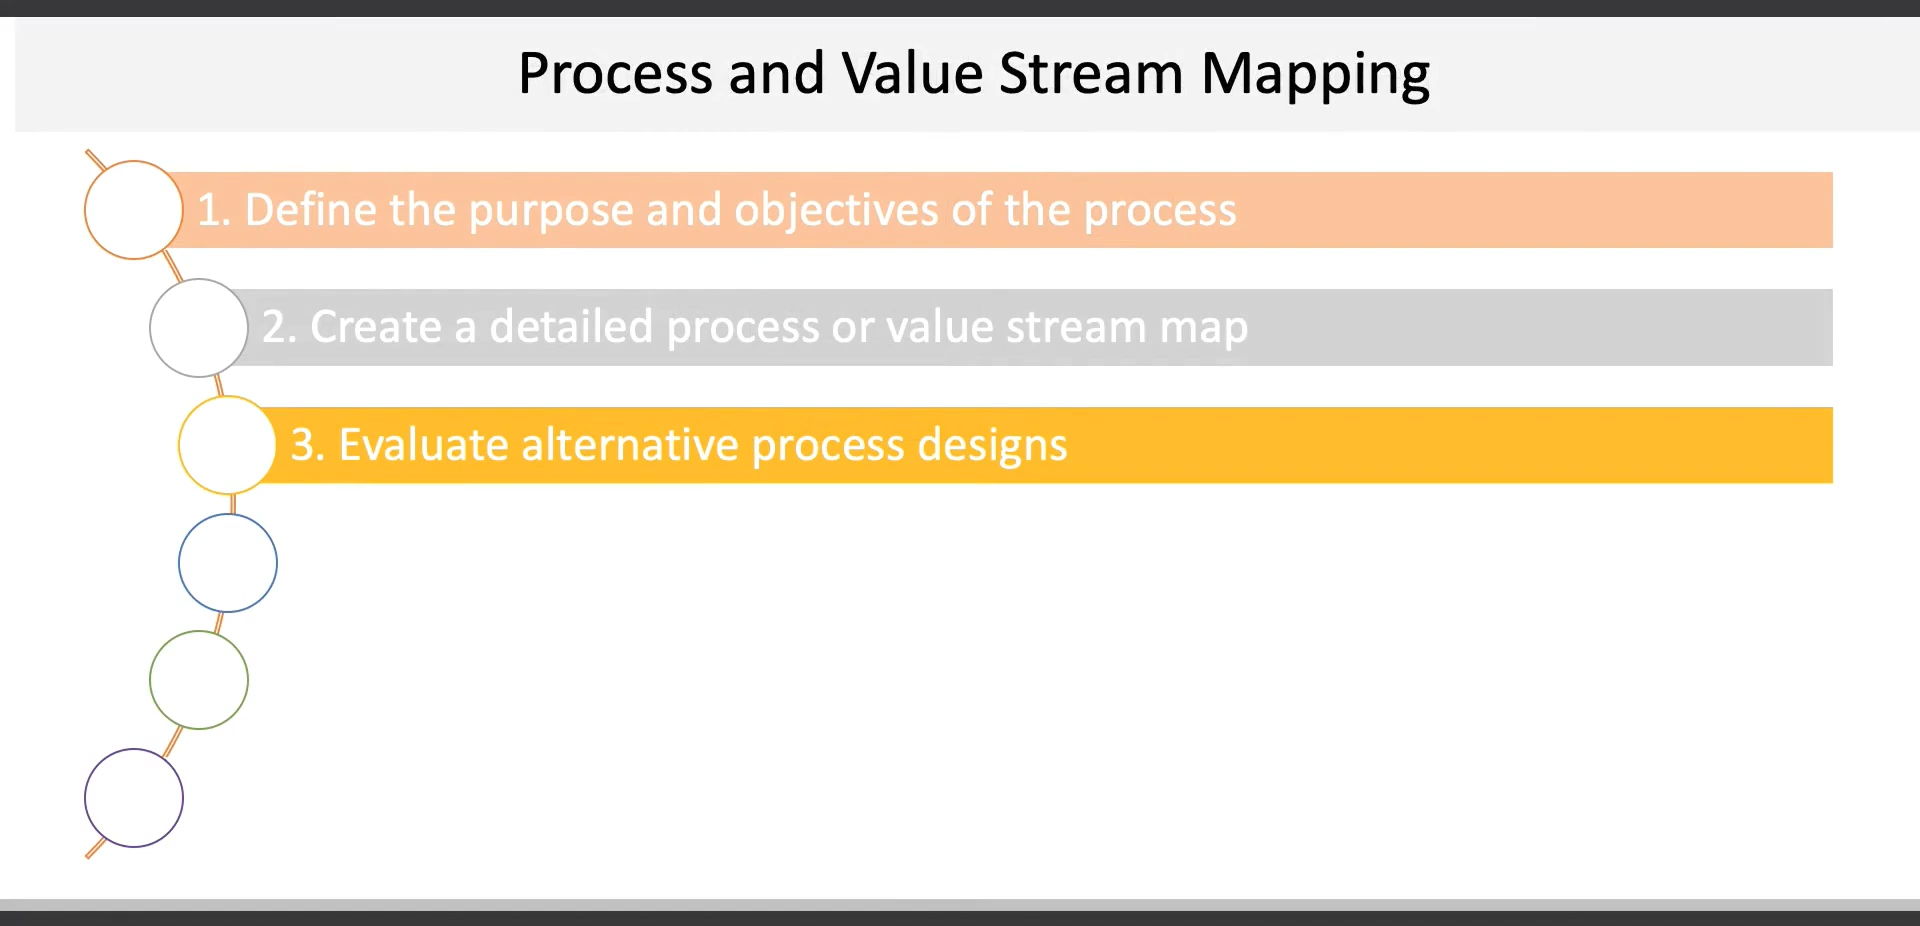 Process and Value Stream Mapping
1. Define the purpose and objectives of the process
2. Create a detailed process or value stream map
3. Evaluate alternative process designs